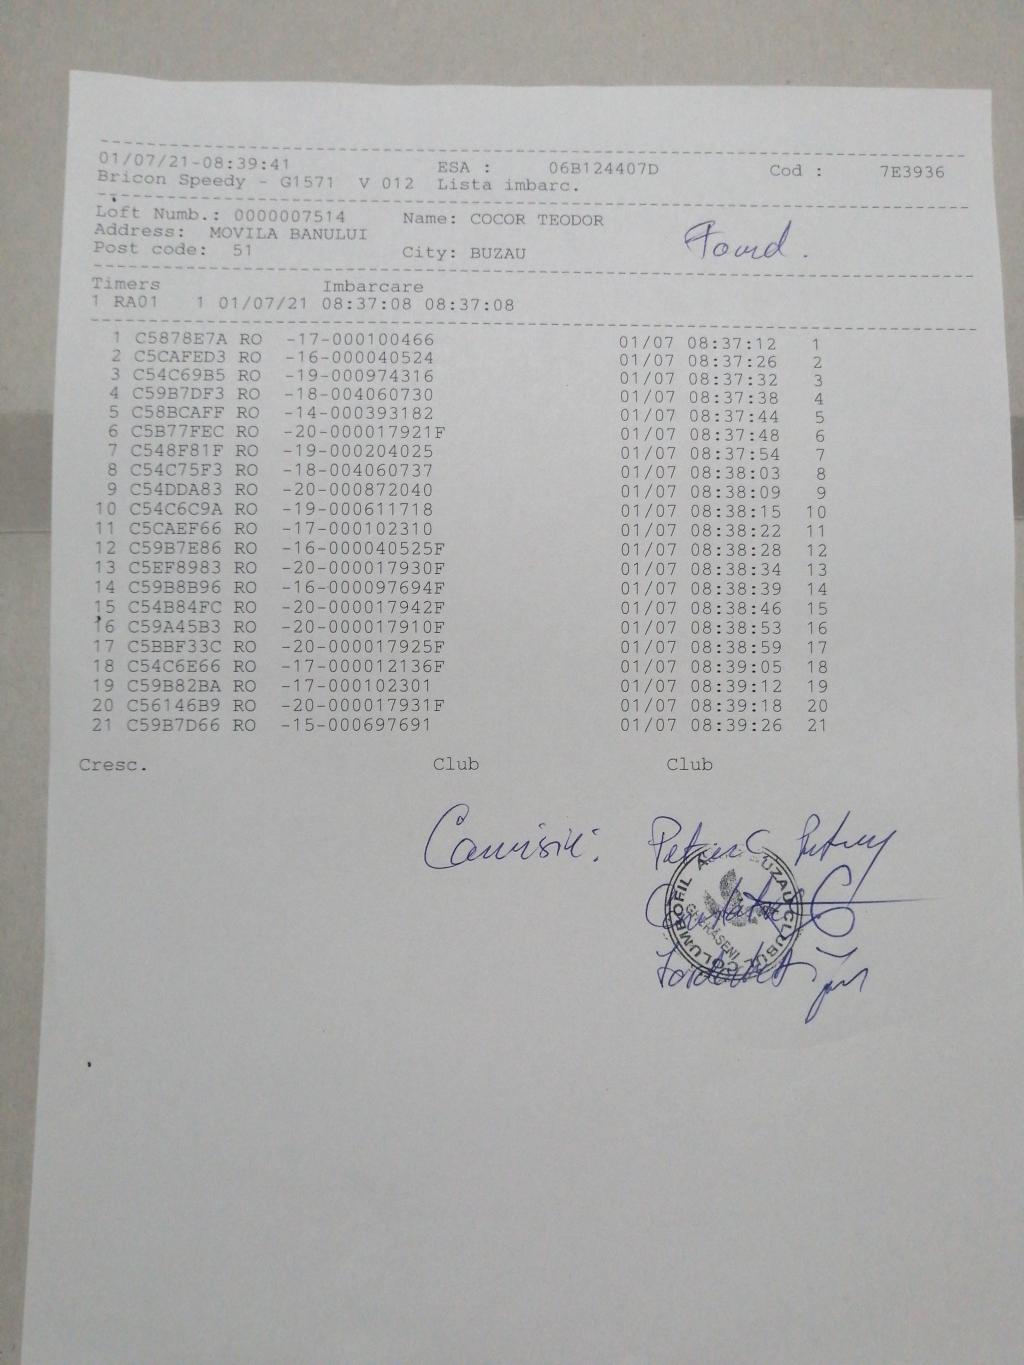 01/07/21-08:39:41 ESA : 06B124407D Cod : 7E3936
Bricon Speedy - G1571 V 012 Lista imbarc.
Loft Numb.: 0000007514 Name: COCOR TEODOR
Address: MOVILA BANULUI
Post code: 51 City: BUZAU
Timers Imbarcare
1 RA01 1 01/07/21 08:37:08 08:37:08
1 C5878E7A RO -17-000100466 01/07 08:37:12 1
2 C5CAFED3 RO -16-000040524 01/07 08:37:26 2
3 C54C69B5 RO -19-000974316 01/07 08:37:32 3
4 C59B7DF3 RO -18-004060730 01/07 08:37:38 4
5 C58BCAFF RO -14-000393182 01/07 08:37:44 5
6 C5B77FEC RO -20-000017921F 01/07 08:37:48 6
7 C548F81F RO -19-000204025 01/07 08:37:54 7
8 C54C75F3 RO -18-004060737 01/07 08:38:03 8
9 C54DDA83 RO -20-000872040 01/07 08:38:09 9
10 C54C6C9A RO -19-000611718 01/07 08:38:15 10
11 C5CAEF66 RO -17-000102310 01/07 08:38:22 11
12 C59B7E86 RO -16-000040525F 01/07 08:38:28 12
13 C5EF8983 RO -20-000017930F 01/07 08:38:34 13
14 C59B8B96 RO -16-000097694F 01/07 08:38:39 14
15 C54B84FC RO -20-000017942F 01/07 08:38:46 15
16 C59A45B3 RO -20-000017910F 01/07 08:38:53 16
17 C5BBF33C RO -20-000017925F 01/07 08:38:59 17
18 C54C6E66 RO -17-000012136F 01/07 08:39:05 18
19 C59B82BA RO -17-000102301 01/07 08:39:12 19
20 C56146B9 RO -20-000017931F 01/07 08:39:18 20
21 C59B7D66 RO -15-000697691 01/07 08:39:26 21
Cresc. Club Club